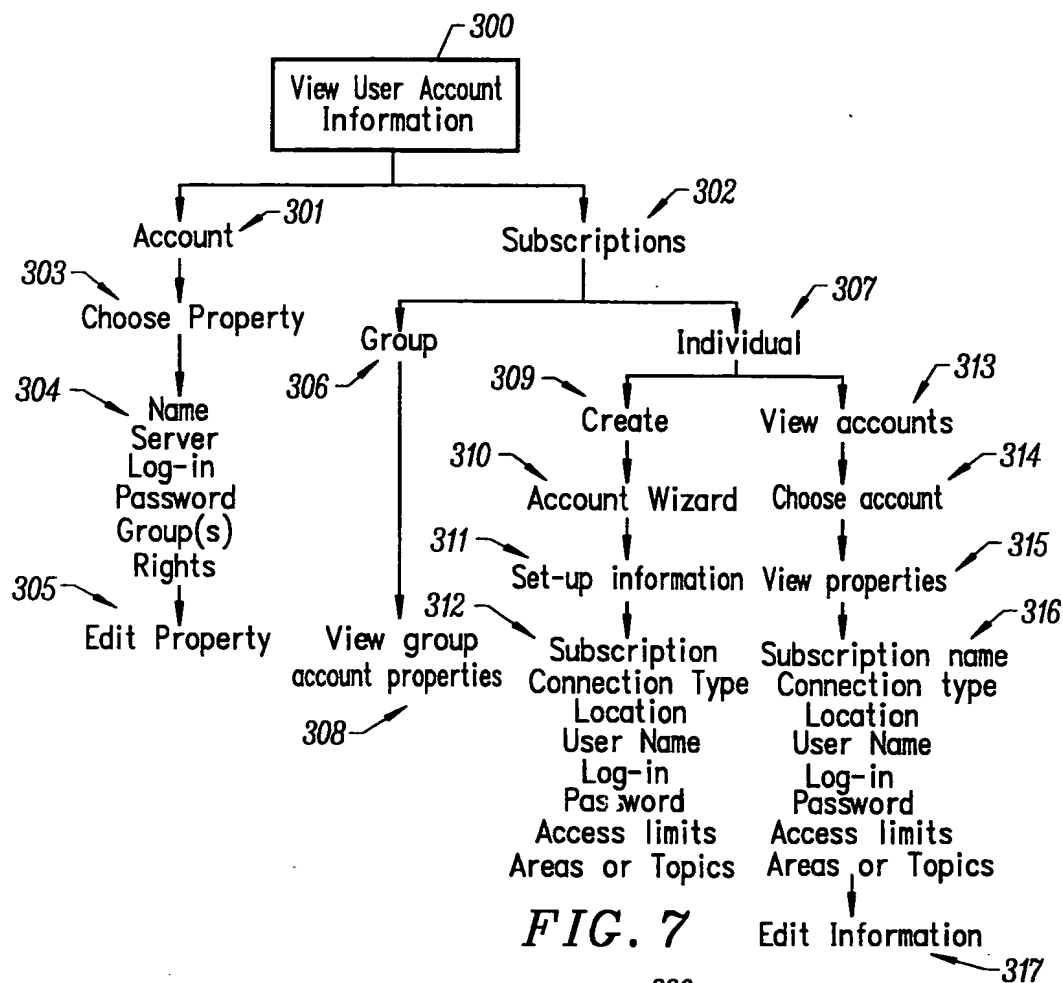 300
View User Account
Information
301
Account
302
Subscriptions
303
Choose Property
304
Name
Server
Log-in
Password
Group(s)
Rights
305
Edit Property
Group
306
View group
account properties
308
307
Individual
309
Create
310
Account Wizard
311
Set-up information
312
Subscription
Connection Type
Location
User Name
Log-in
Password
Access limits
Areas or Topics
313
View accounts
314
Choose account
315
View properties
316
Subscription name
Connection type
Location
User Name
Log-in
Password
Access limits
Areas or Topics
Edit Information
317
FIG. 7